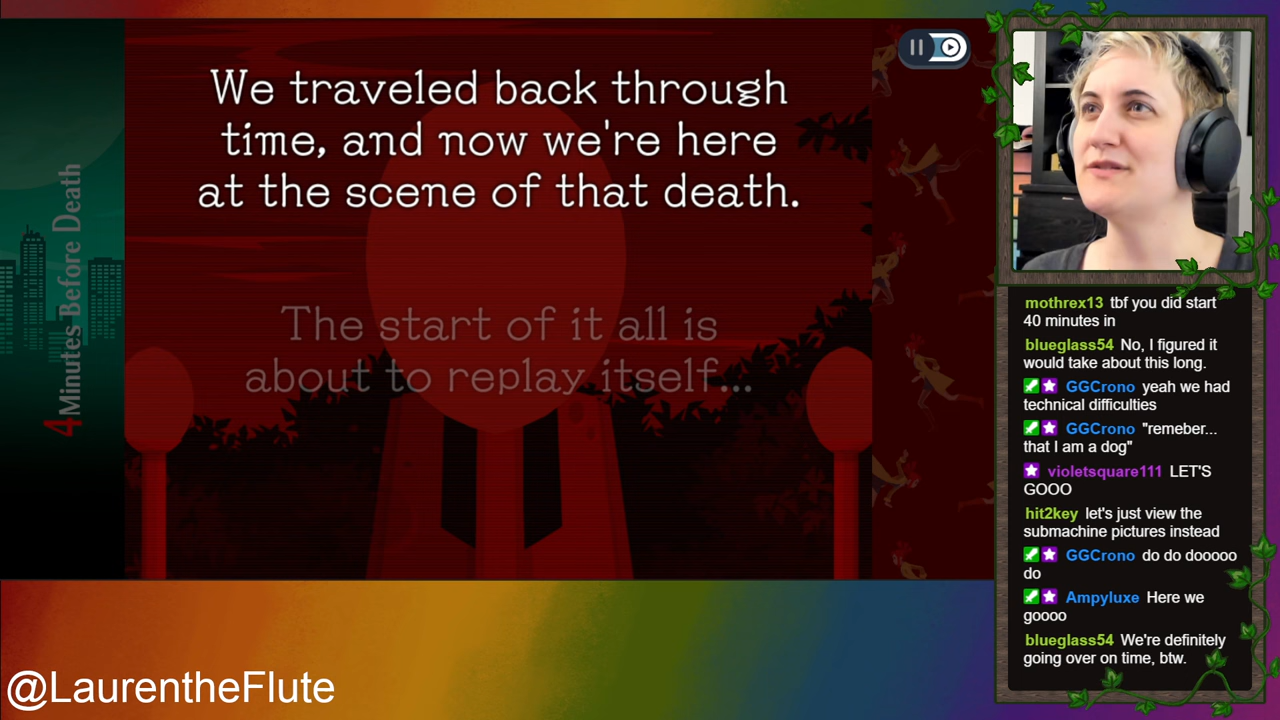 We traveled back through
time, and now we're here
at the scene of that death.
The start of it all is
about to replay itself...
4 Minutes Before Death
@LaurentheFlute
mothrex13 tbf you did start
40 minutes in
blueglass54 No, I figured it
would take about this long.
GGCrono yeah we had
technical difficulties
GGCrono "remeber...
that I am a dog"
violetsquare111 LET'S
GOOO
hit2key let's just view the
submachine pictures instead
GGCrono do do dooooo
do
Ampyluxe Here we
goooo
blueglass54 We're definitely
going over on time, btw.